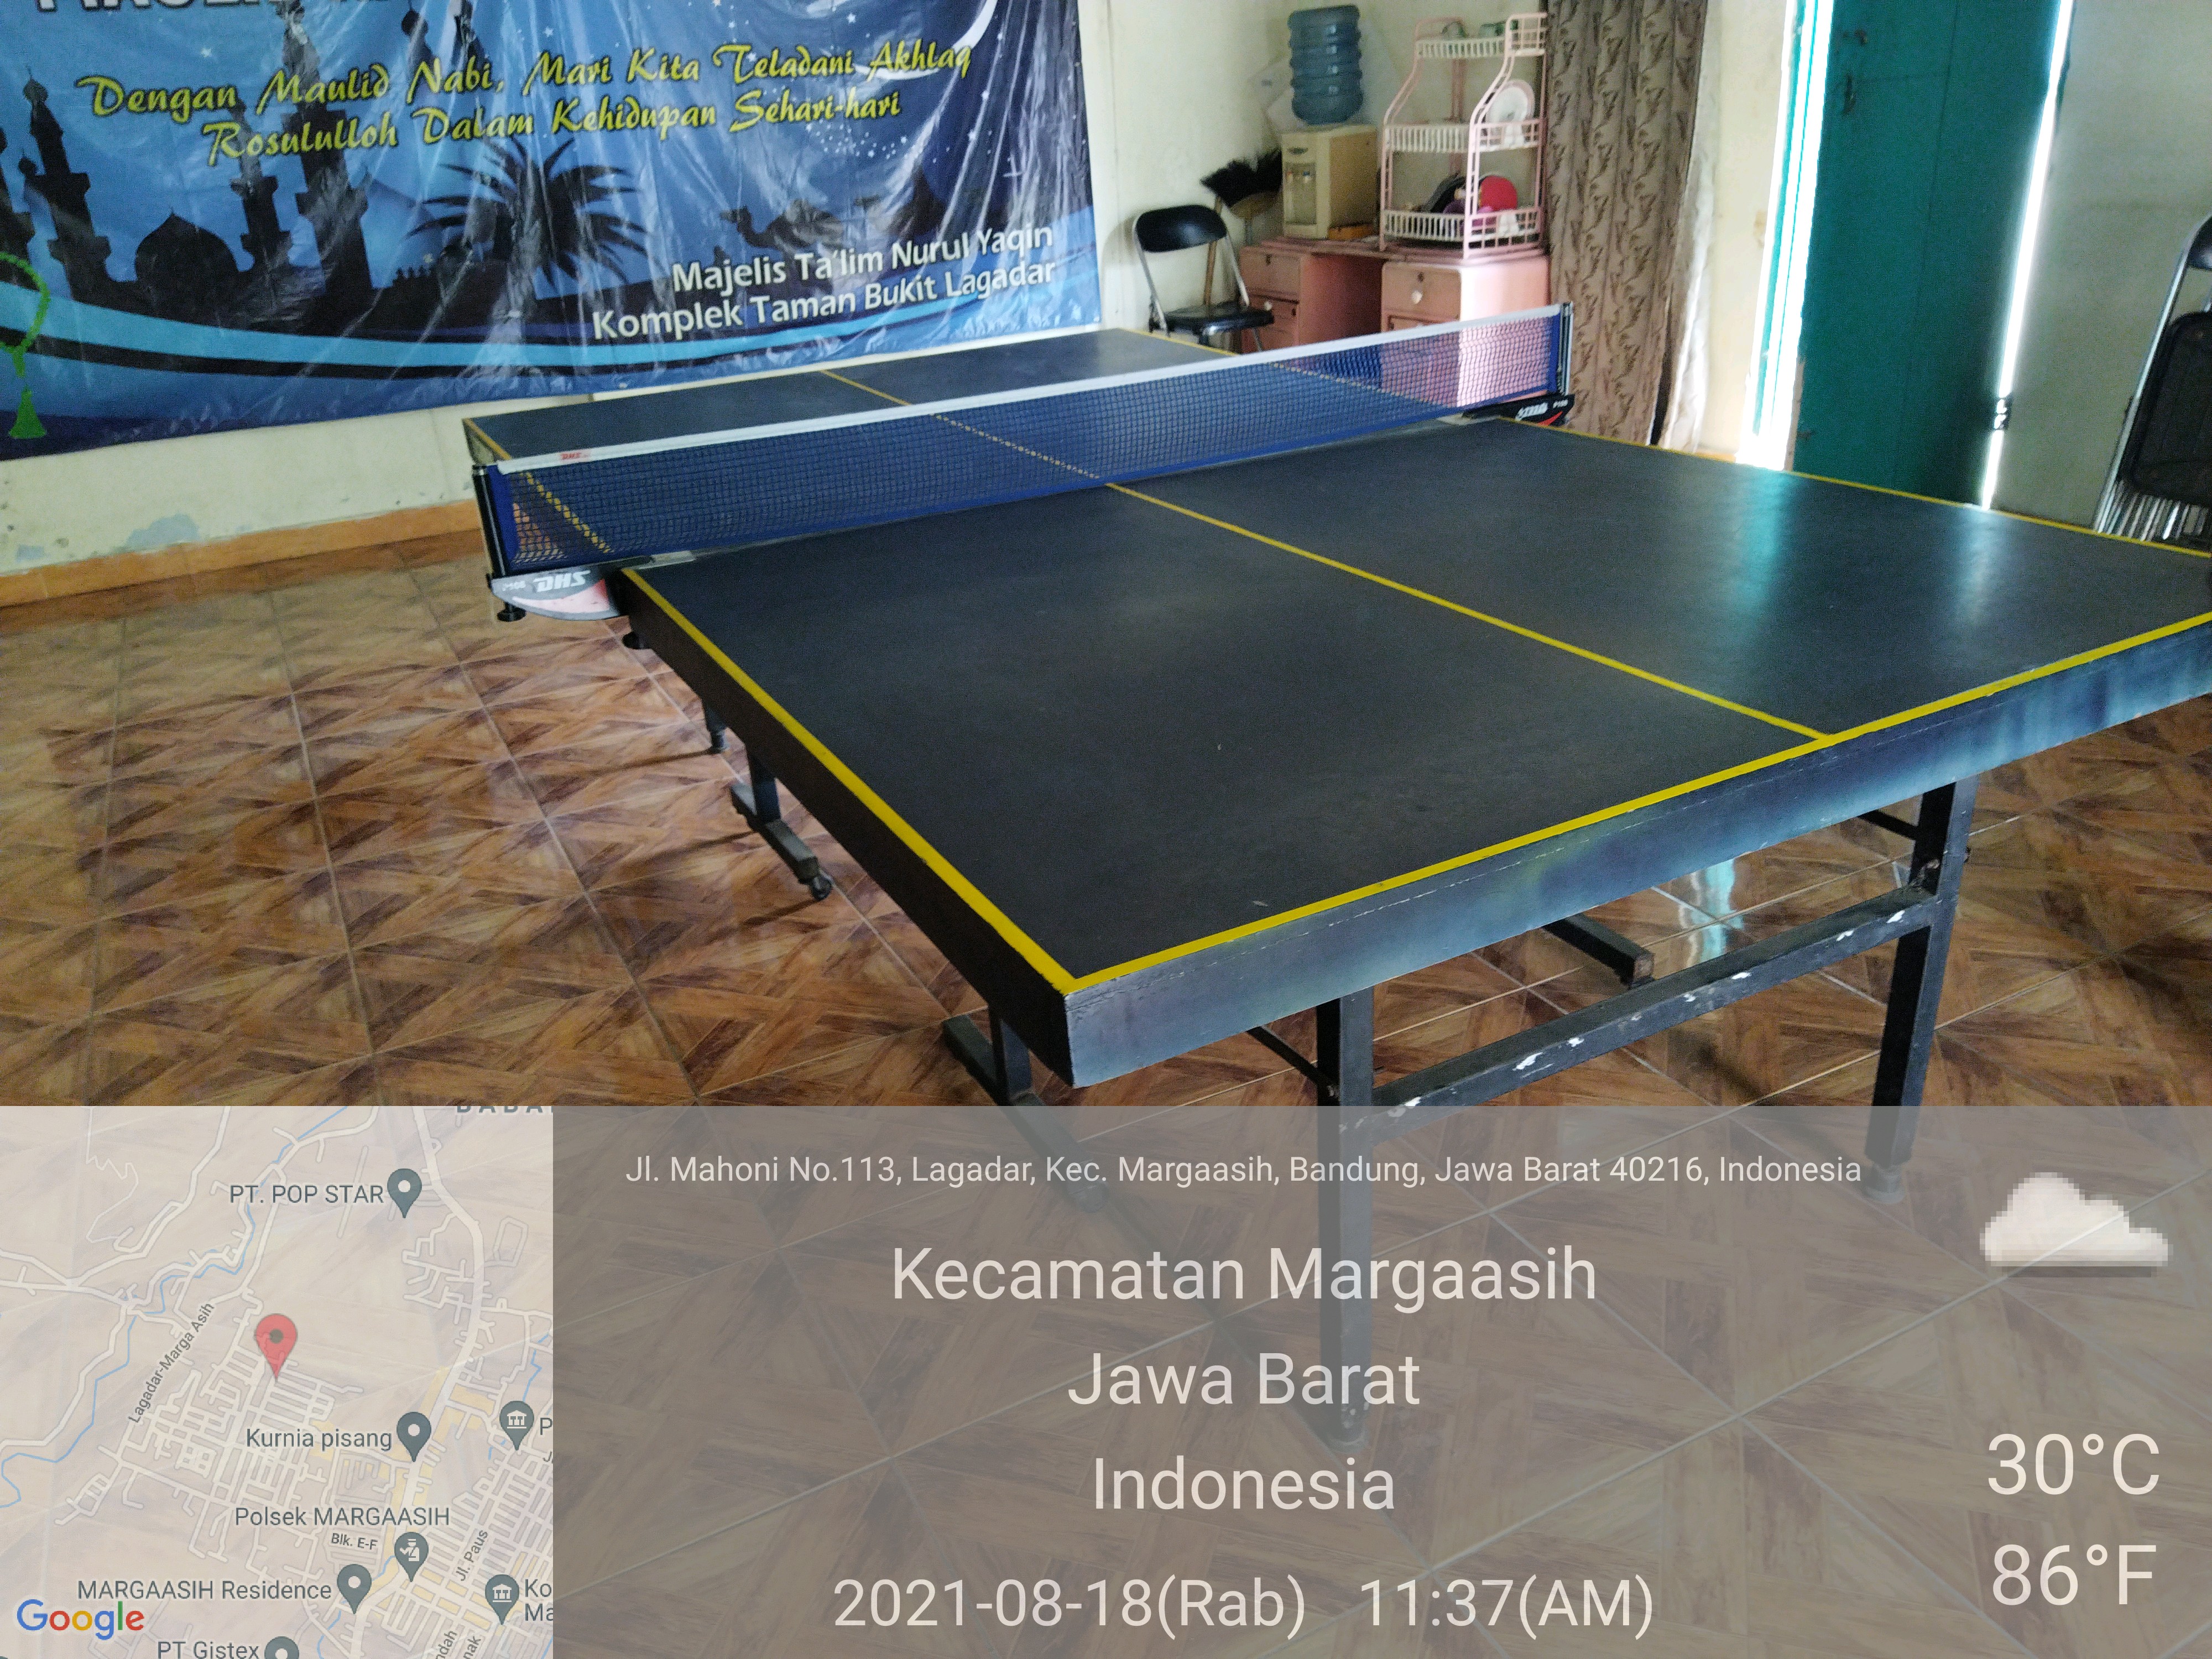 Dengan Maulid Nabi, Mari Kita Teladani Akhlaq
Rosululloh Dalam Kehidupan Sehari-hari
Majelis Ta'lim Nurul Yaqin
Komplek Taman Bukit Lagadar
DHS
PT. POP STAR
Lagadar-Marga Asih
Kurnia pisang
Polsek MARGAASIH
Blk. E-F
Jl. Paus
MARGAASIH Residence
Google
PT Gistex
Jl. Mahoni No.113, Lagadar, Kec. Margaasih, Bandung, Jawa Barat 40216, Indonesia
Kecamatan Margaasih
Jawa Barat
Indonesia
2021-08-18(Rab) 11:37(AM)
30°C
86°F